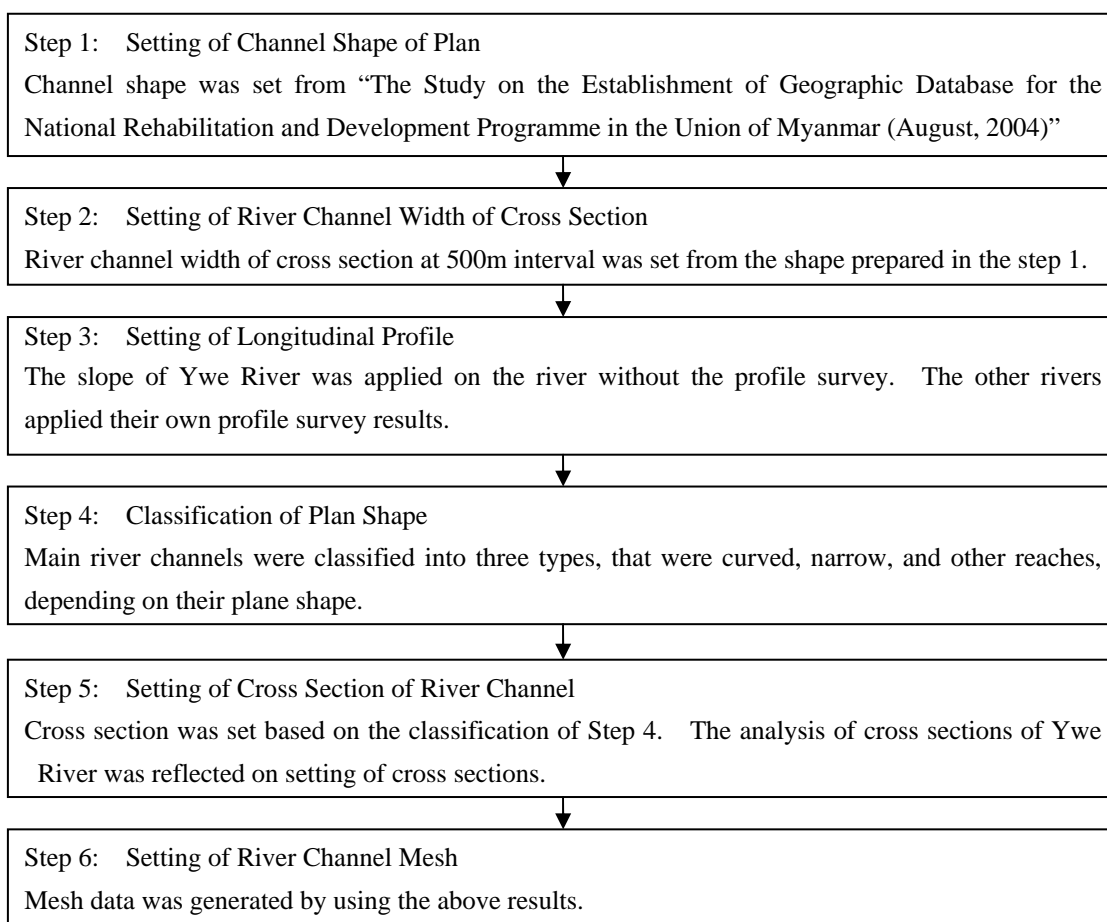 Step 1: Setting of Channel Shape of Plan
Channel shape was set from “The Study on the Establishment of Geographic Database for the
National Rehabilitation and Development Programme in the Union of Myanmar (August, 2004)”
Step 2: Setting of River Channel Width of Cross Section
River channel width of cross section at 500m interval was set from the shape prepared in the step 1.
Step 3: Setting of Longitudinal Profile
The slope of Ywe River was applied on the river without the profile survey. The other rivers
applied their own profile survey results.
Step 4: Classification of Plan Shape
Main river channels were classified into three types, that were curved, narrow, and other reaches,
depending on their plane shape.
Step 5: Setting of Cross Section of River Channel
Cross section was set based on the classification of Step 4. The analysis of cross sections of Ywe
River was reflected on setting of cross sections.
Step 6: Setting of River Channel Mesh
Mesh data was generated by using the above results.